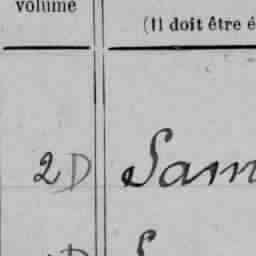 volume
(Il doit être é
2D Sam